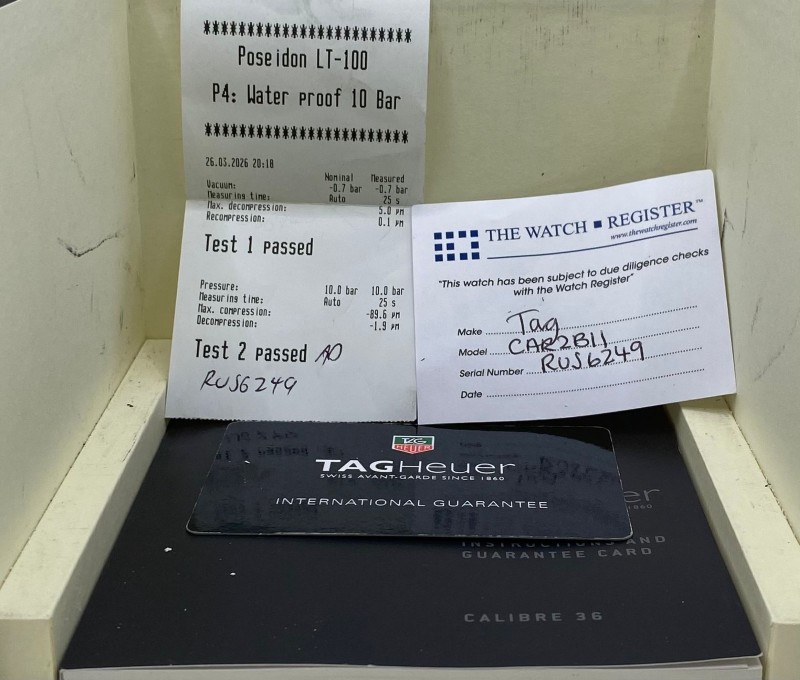 ************************
Poseidon LT-100
P4: Water proof 10 Bar
************************
26.03.2026 20:18
Nominal Measured
Vacuum: -0.7 bar -0.7 bar
Measuring time: Auto 25 s
Max. decompression: 5.0 µm
Recompression: 0.1 µm
Test 1 passed
Pressure: 10.0 bar 10.0 bar
Measuring time: Auto 25 s
Max. compression: -89.6 µm
Decompression: -1.9 µm
Test 2 passed AD
RUS6249
THE WATCH ■ REGISTER™
www.thewatchregister.com
"This watch has been subject to due diligence checks
with the Watch Register"
Make Tag
Model CAR2B11
Serial Number RUS6249
Date
TAG
HEUER
TAGHeuer
SWISS AVANT-GARDE SINCE 1860
INTERNATIONAL GUARANTEE
er
1860
INSTRUCTIONS AND
GUARANTEE CARD
CALIBRE 36